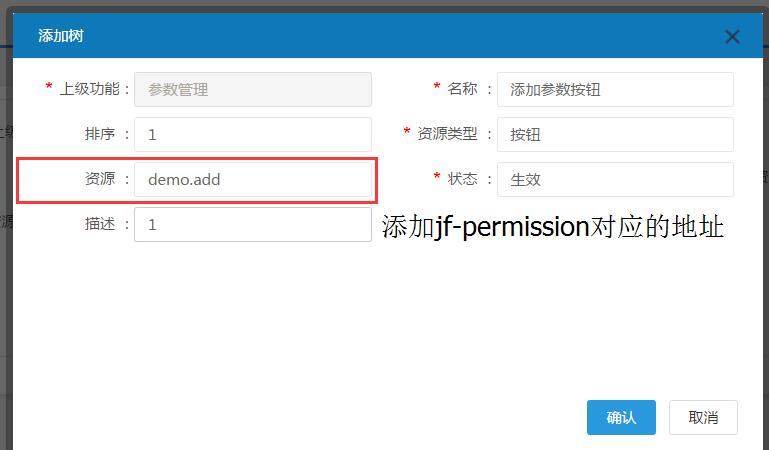 添加树
* 上级功能： 参数管理 * 名称 ： 添加参数按钮
排序 ： 1 * 资源类型： 按钮
资源 ： demo.add * 状态 ： 生效
描述 ： 1 添加jf-permission对应的地址
确认 取消